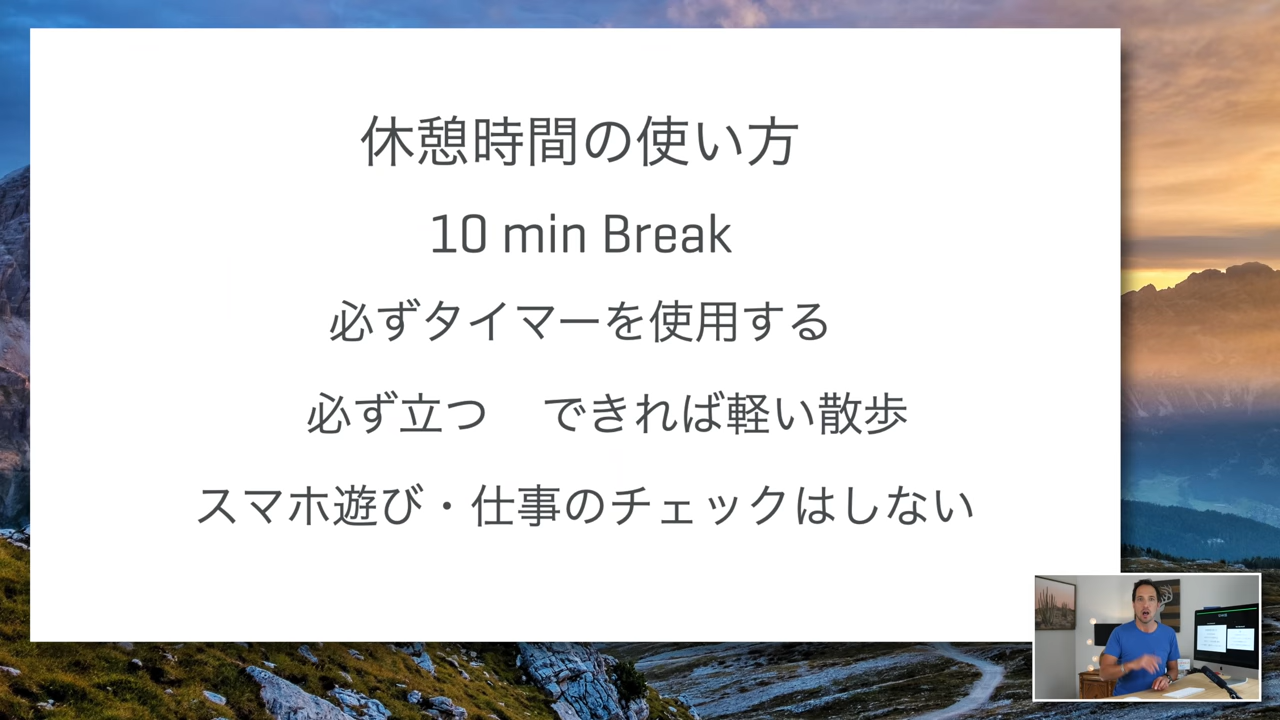 休憩時間の使い方
10 min Break
必ずタイマーを使用する
必ず立つ　できれば軽い散歩
スマホ遊び・仕事のチェックはしない